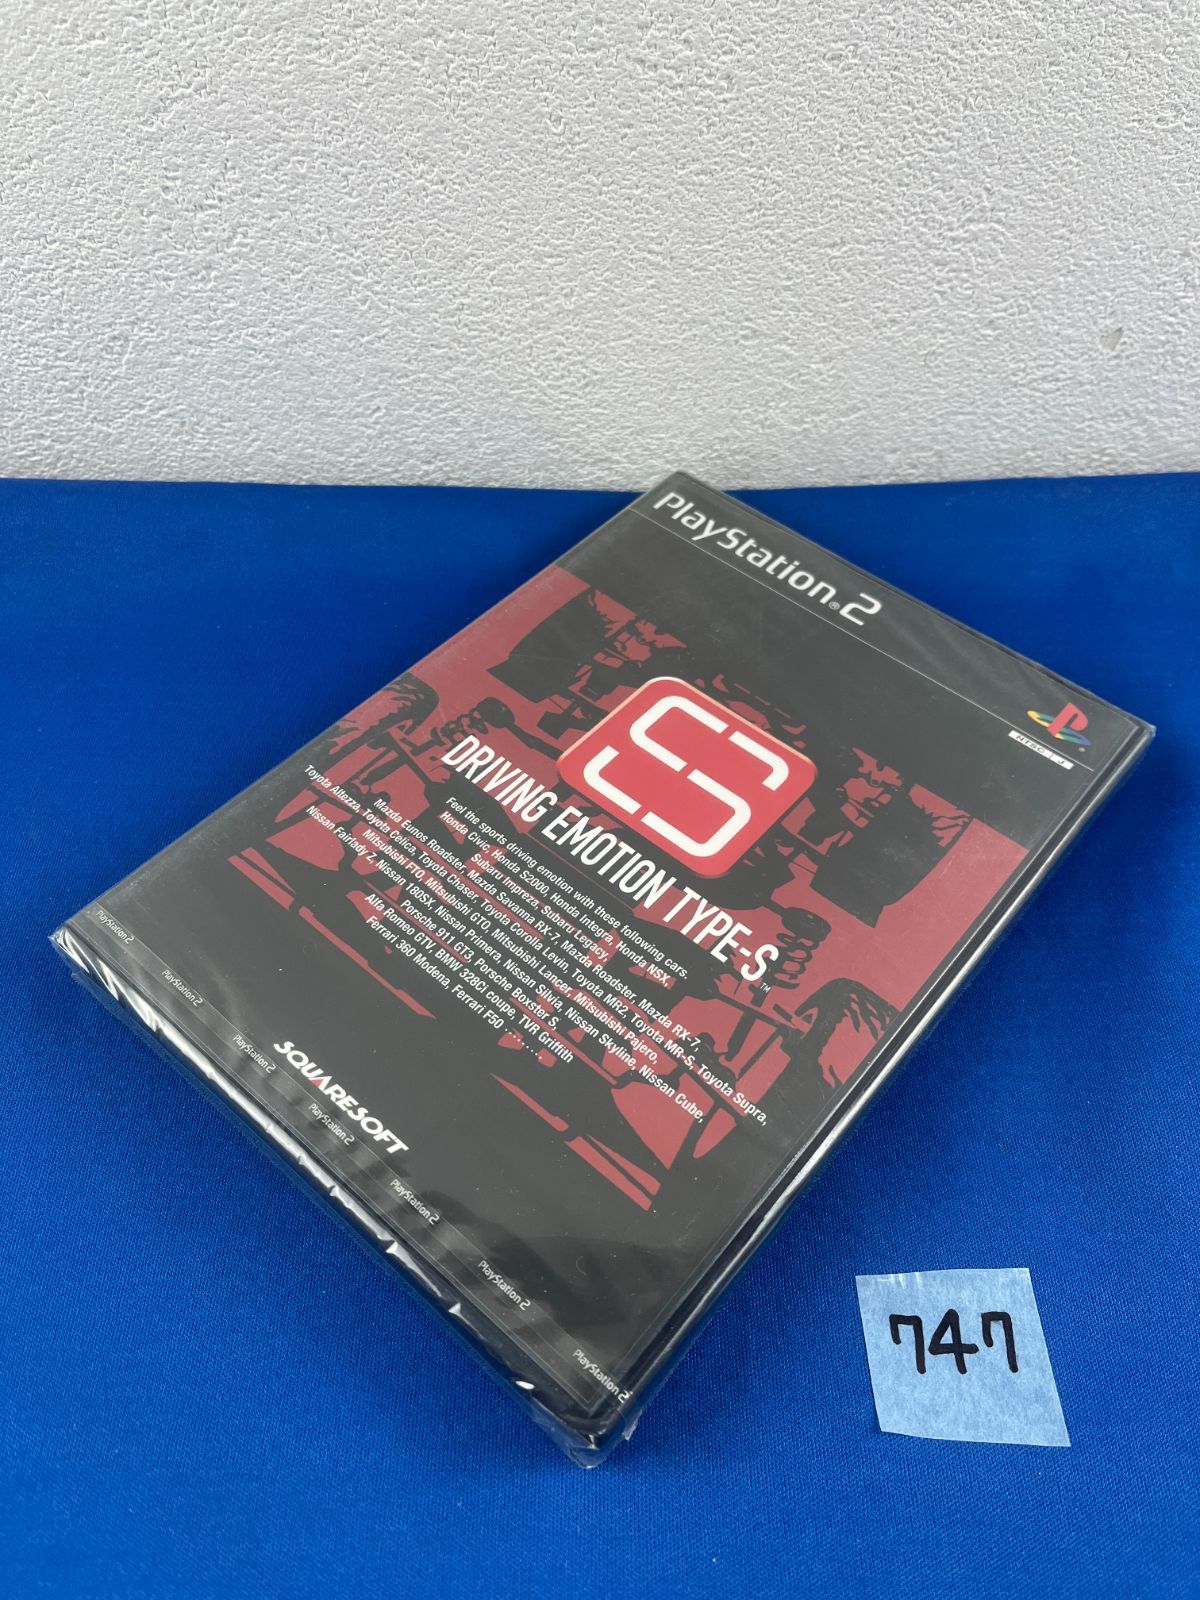 PlayStation®2
NTSC J
DRIVING EMOTION TYPE-S™
Feel the sports driving emotion with these following cars.
Honda Civic, Honda S2000, Honda Integra, Honda NSX,
Subaru Impreza, Subaru Legacy,
Mazda Eunos Roadster, Mazda Savanna RX-7, Mazda Roadster, Mazda RX-7,
Toyota Altezza, Toyota Celica, Toyota Chaser, Toyota Corolla Levin, Toyota MR2, Toyota MR-S, Toyota Supra,
Mitsubishi FTO, Mitsubishi GTO, Mitsubishi Lancer, Mitsubishi Pajero,
Nissan Fairlady Z, Nissan 180SX, Nissan Primera, Nissan Silvia, Nissan Skyline, Nissan Cube,
Porsche 911 GT3, Porsche Boxster S,
Alfa Romeo GTV, BMW 328Ci coupe, TVR Griffith
Ferrari 360 Modena, Ferrari F50 ........
SQUARESOFT
PlayStation 2
PlayStation 2
PlayStation 2
PlayStation 2
PlayStation 2
PlayStation 2
PlayStation 2
747